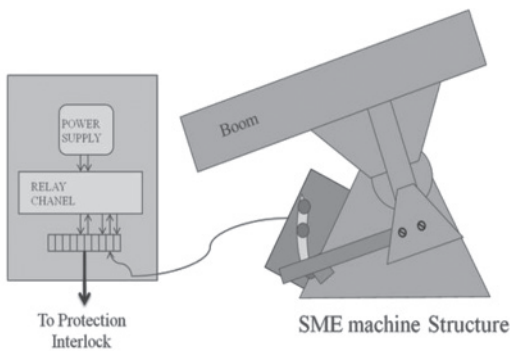 POWER
SUPPLY
RELAY
CHANEL
To Protection
Interlock
Boom
SME machine Structure